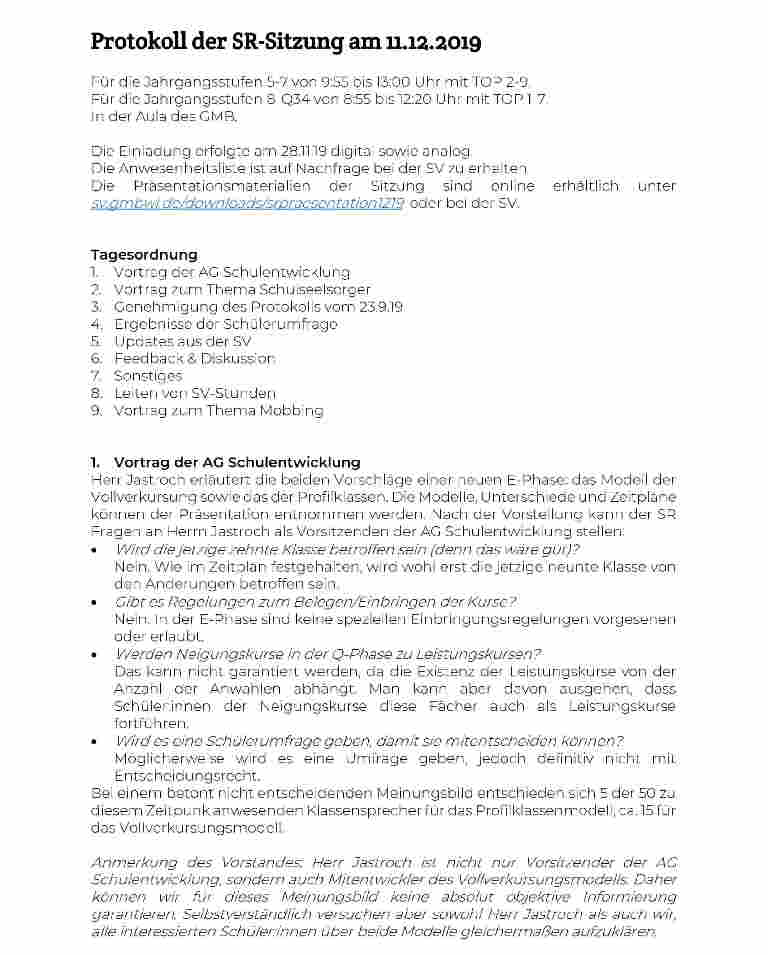 Protokoll der SR-Sitzung am 11.12.2019
Für die Jahrgangsstufen 5-7 von 9:55 bis 13:00 Uhr mit TOP 2-9.
Für die Jahrgangsstufen 8-Q34 von 8:55 bis 12:20 Uhr mit TOP 1-7.
In der Aula des GMB.
Die Einladung erfolgte am 28.11.19 digital sowie analog.
Die Anwesenheitsliste ist auf Nachfrage bei der SV zu erhalten.
Die Präsentationsmaterialien der Sitzung sind online erhältlich unter
sv.gmbwl.de/downloads/srpraesentation1219 oder bei der SV.
Tagesordnung
1. Vortrag der AG Schulentwicklung
2. Vortrag zum Thema Schulseelsorger
3. Genehmigung des Protokolls vom 23.9.19
4. Ergebnisse der Schülerumfrage
5. Updates aus der SV
6. Feedback & Diskussion
7. Sonstiges
8. Leiten von SV-Stunden
9. Vortrag zum Thema Mobbing
1. Vortrag der AG Schulentwicklung
Herr Jastroch erläutert die beiden Vorschläge einer neuen E-Phase: das Modell der
Vollverkursung sowie das der Profilklassen. Die Modelle, Unterschiede und Zeitpläne
können der Präsentation entnommen werden. Nach der Vorstellung kann der SR
Fragen an Herrn Jastroch als Vorsitzenden der AG Schulentwicklung stellen:
• Wird die jetzige zehnte Klasse betroffen sein (denn das wäre gut)?
Nein. Wie im Zeitplan festgehalten, wird wohl erst die jetzige neunte Klasse von
den Änderungen betroffen sein.
• Gibt es Regelungen zum Belegen/Einbringen der Kurse?
Nein. In der E-Phase sind keine speziellen Einbringungsregelungen vorgesehen
oder erlaubt.
• Werden Neigungskurse in der Q-Phase zu Leistungskursen?
Das kann nicht garantiert werden, da die Existenz der Leistungskurse von der
Anzahl der Anwahlen abhängt. Man kann aber davon ausgehen, dass
Schüler:innen der Neigungskurse diese Fächer auch als Leistungskurse
fortführen.
• Wird es eine Schülerumfrage geben, damit sie mitentscheiden können?
Möglicherweise wird es eine Umfrage geben, jedoch definitiv nicht mit
Entscheidungsrecht.
Bei einem betont nicht entscheidenden Meinungsbild entschieden sich 5 der 50 zu
diesem Zeitpunk anwesenden Klassensprecher für das Profilklassenmodell, ca. 15 für
das Vollverkursungsmodell.
Anmerkung des Vorstandes: Herr Jastroch ist nicht nur Vorsitzender der AG
Schulentwicklung, sondern auch Mitentwickler des Vollverkursungsmodells. Daher
können wir für dieses Meinungsbild keine absolut objektive Informierung
garantieren. Selbstverständlich versuchen aber sowohl Herr Jastroch als auch wir,
alle interessierten Schüler:innen über beide Modelle gleichermaßen aufzuklären.